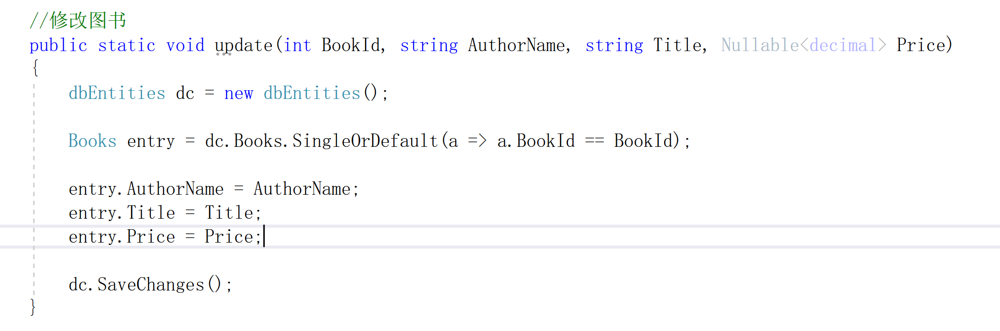 //修改图书
public static void update(int BookId, string AuthorName, string Title, Nullable<decimal> Price)
{
dbEntities dc = new dbEntities();
Books entry = dc.Books.SingleOrDefault(a => a.BookId == BookId);
entry.AuthorName = AuthorName;
entry.Title = Title;
entry.Price = Price;
dc.SaveChanges();
}